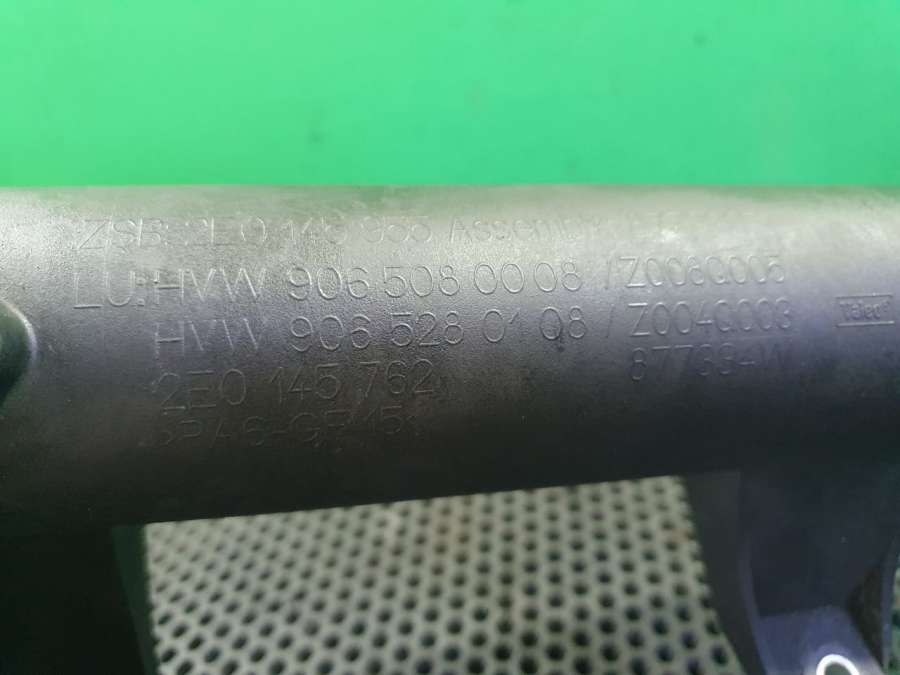 ZSB:2E0 145 955 Assembly
LU:HVW 906 508 00 08 / Z008Q005
HVW 906 528 01 08 / Z004Q003
Valeo
2E0 145 762
87733-W